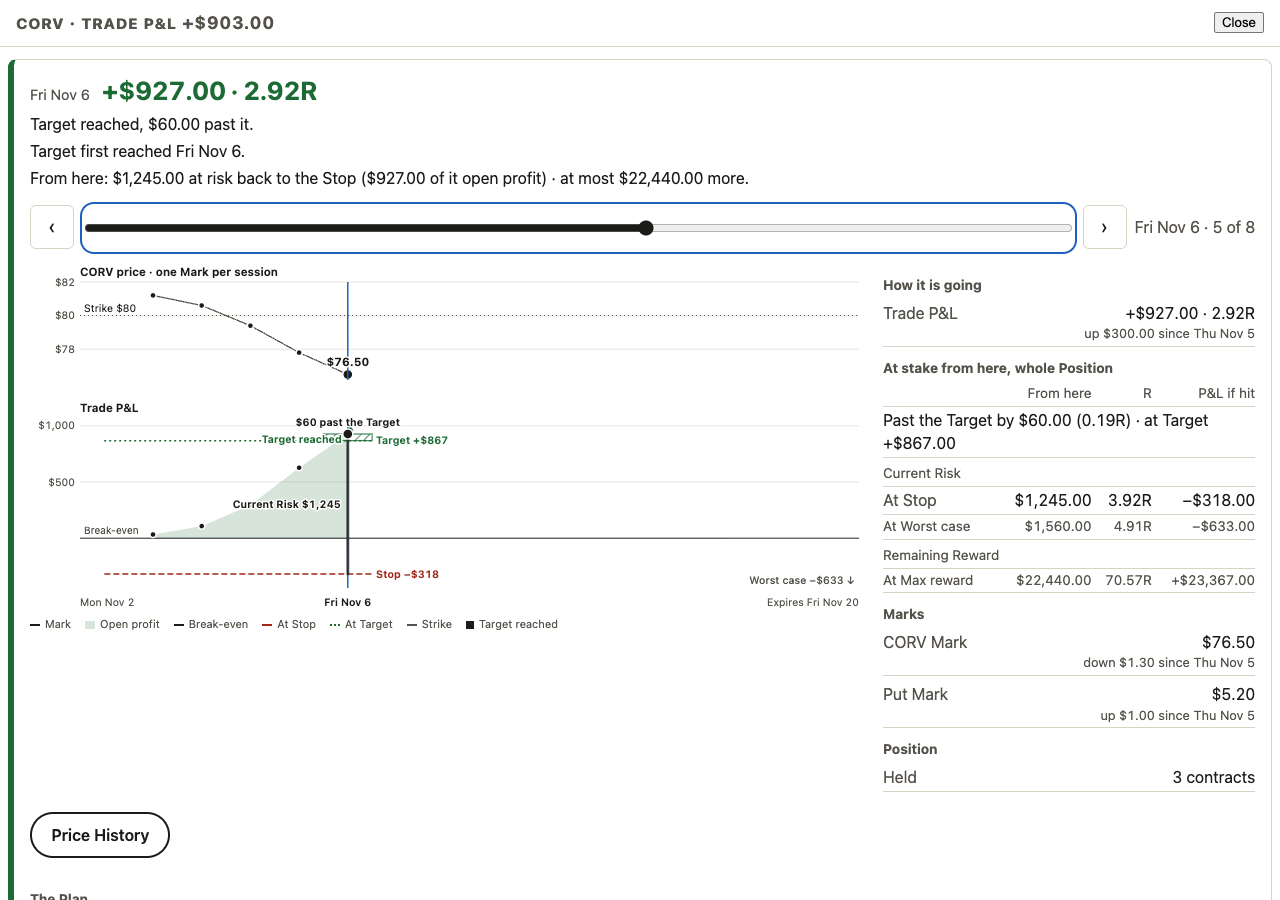 CORV · TRADE P&L +$903.00
Close
Fri Nov 6 +$927.00 · 2.92R
Target reached, $60.00 past it.
Target first reached Fri Nov 6.
From here: $1,245.00 at risk back to the Stop ($927.00 of it open profit) · at most $22,440.00 more.
‹
› Fri Nov 6 · 5 of 8
CORV price · one Mark per session
$82
Strike $80
$80
$78
$76.50
Trade P&L
$60 past the Target
$1,000
Target reached
Target +$867
$500
Current Risk $1,245
Break-even
Stop −$318
Worst case −$633 ↓
Mon Nov 2
Fri Nov 6
Expires Fri Nov 20
Mark
Open profit
Break-even
At Stop
At Target
Strike
Target reached
How it is going
Trade P&L +$927.00 · 2.92R
up $300.00 since Thu Nov 5
At stake from here, whole Position
From here R P&L if hit
Past the Target by $60.00 (0.19R) · at Target
+$867.00
Current Risk
At Stop $1,245.00 3.92R −$318.00
At Worst case $1,560.00 4.91R −$633.00
Remaining Reward
At Max reward $22,440.00 70.57R +$23,367.00
Marks
CORV Mark $76.50
down $1.30 since Thu Nov 5
Put Mark $5.20
up $1.00 since Thu Nov 5
Position
Held 3 contracts
Price History
The Plan